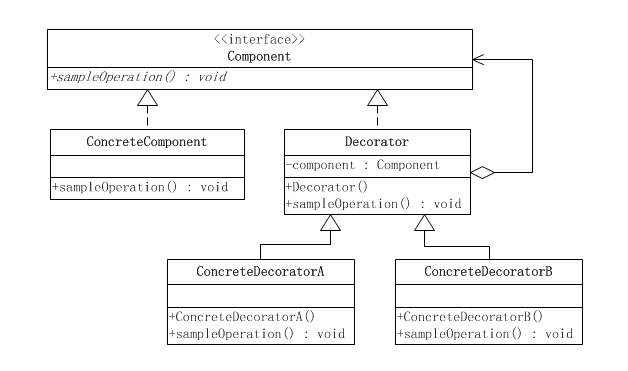 <<interface>>
Component
+sampleOperation() : void
ConcreteComponent
+sampleOperation() : void
Decorator
-component : Component
+Decorator()
+sampleOperation() : void
ConcreteDecoratorA
+ConcreteDecoratorA()
+sampleOperation() : void
ConcreteDecoratorB
+ConcreteDecoratorB()
+sampleOperation() : void